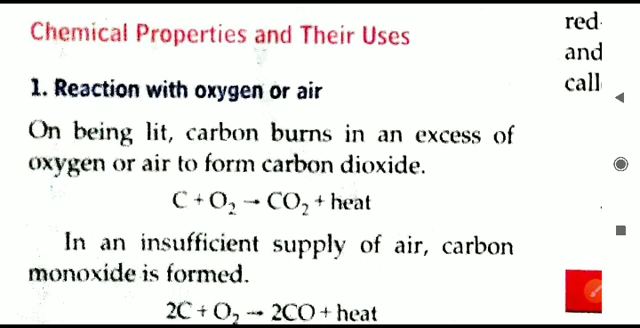 Chemical Properties and Their Uses
1. Reaction with oxygen or air
On being lit, carbon burns in an excess of
oxygen or air to form carbon dioxide.
C + O₂ → CO₂ + heat
In an insufficient supply of air, carbon
monoxide is formed.
2C + O₂ → 2CO + heat
red
and
call